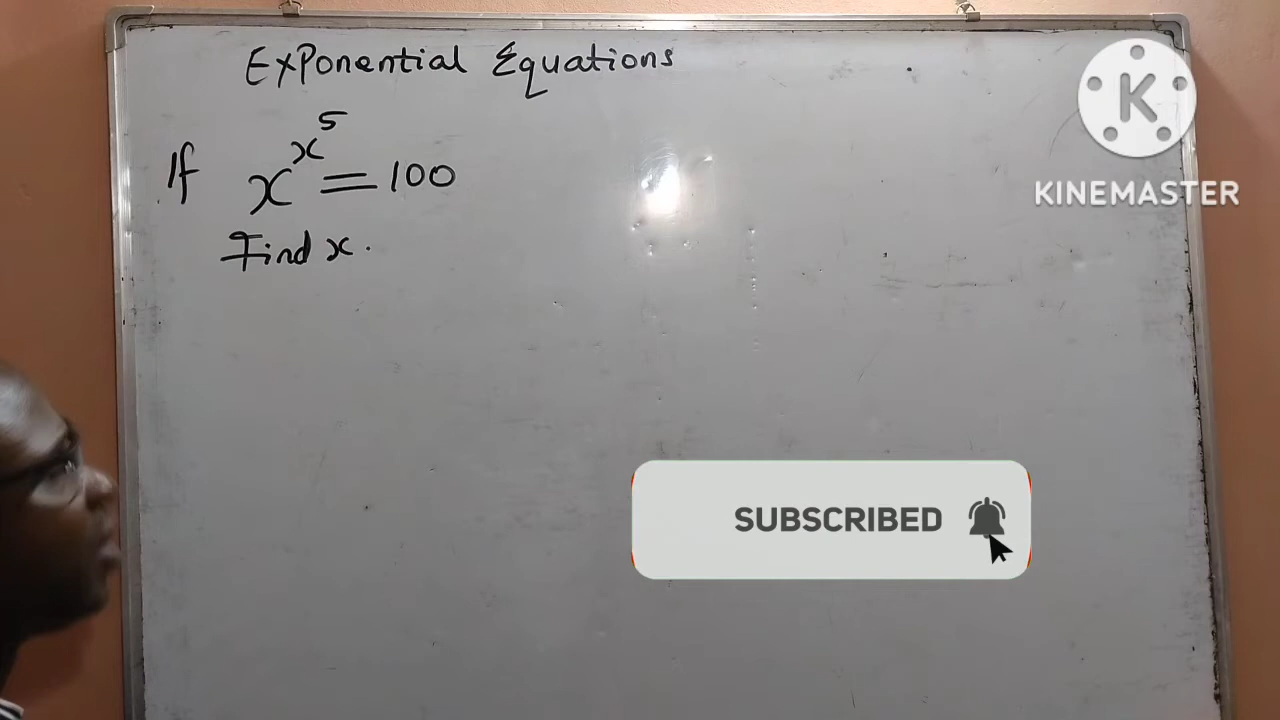 Exponential Equations
If x^x^5 = 100
Find x.
K
KINEMASTER
SUBSCRIBED